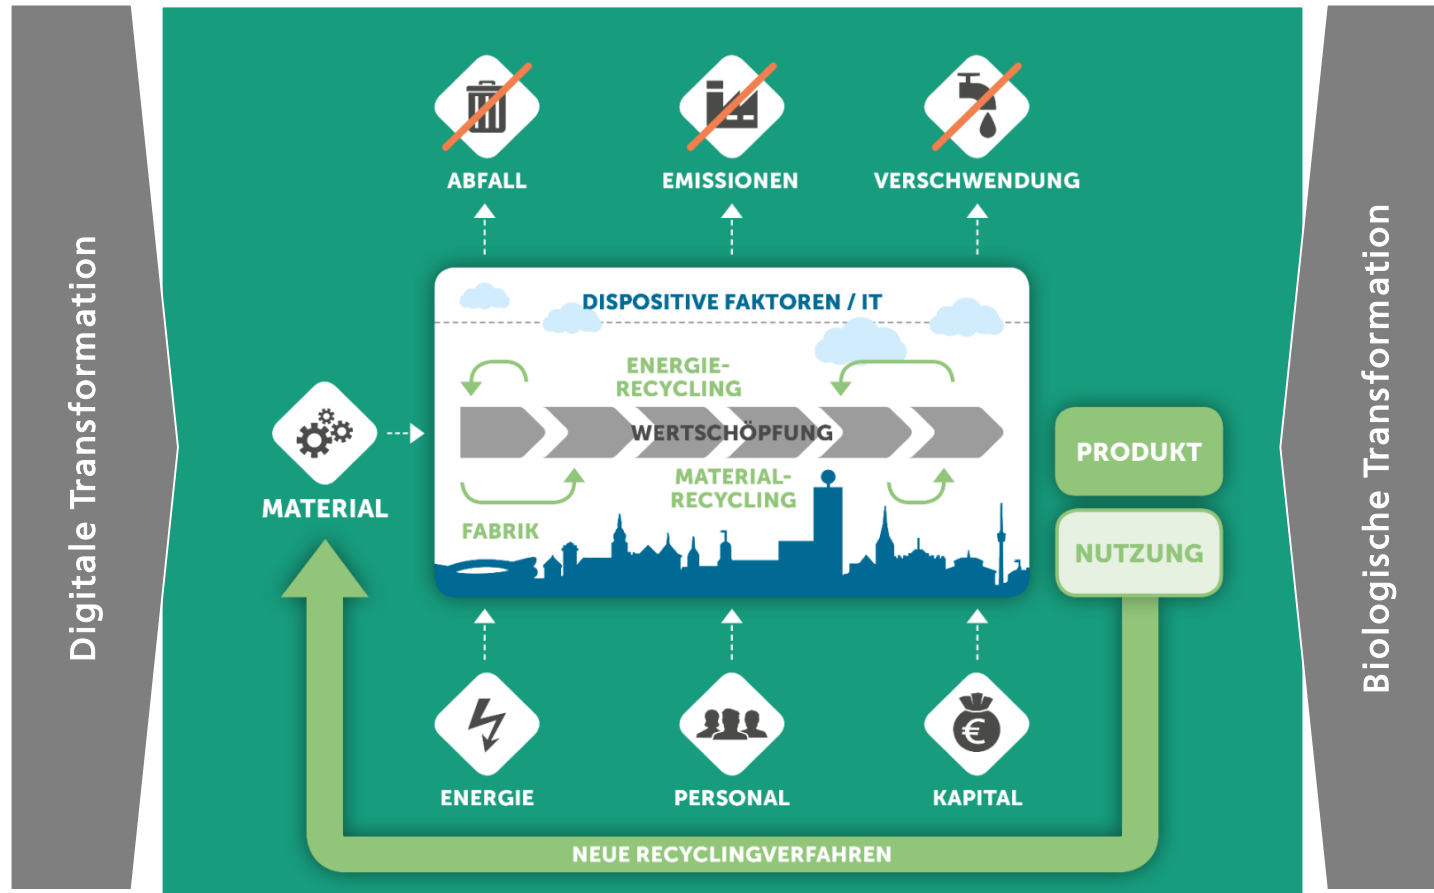 Digitale Transformation
ABFALL
EMISSIONEN
VERSCHWENDUNG
DISPOSITIVE FAKTOREN / IT
ENERGIE-
RECYCLING
WERTSCHÖPFUNG
MATERIAL-
RECYCLING
FABRIK
MATERIAL
PRODUKT
NUTZUNG
€
ENERGIE
PERSONAL
KAPITAL
NEUE RECYCLINGVERFAHREN
Biologische Transformation